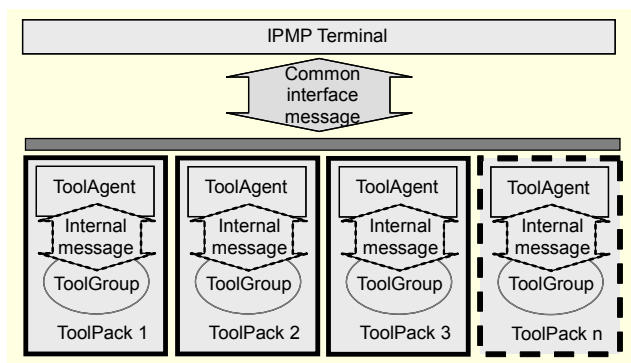 IPMP Terminal
Common
interface
message
ToolAgent
Internal
message
ToolGroup
ToolPack 1
ToolAgent
Internal
message
ToolGroup
ToolPack 2
ToolAgent
Internal
message
ToolGroup
ToolPack 3
ToolAgent
Internal
message
ToolGroup
ToolPack n